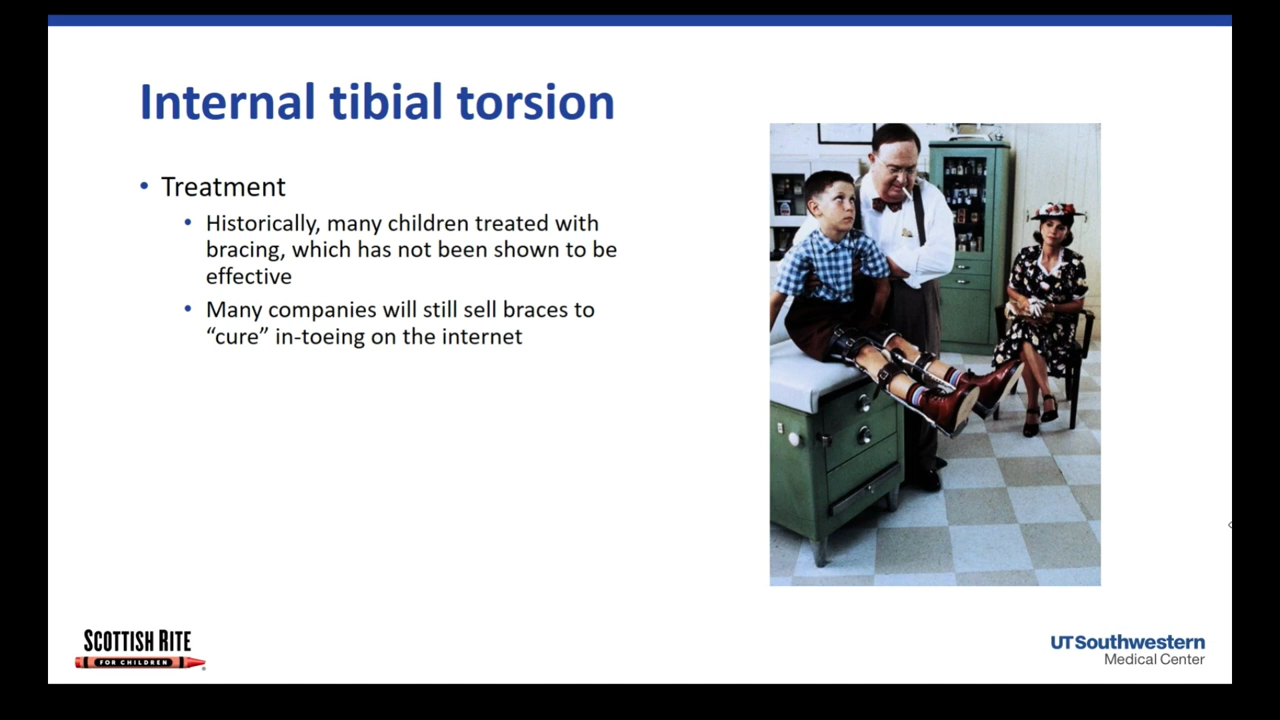 Internal tibial torsion
• Treatment
• Historically, many children treated with
bracing, which has not been shown to be
effective
• Many companies will still sell braces to
“cure” in-toeing on the internet
SCOTTISH RITE
FOR CHILDREN
UTSouthwestern
Medical Center